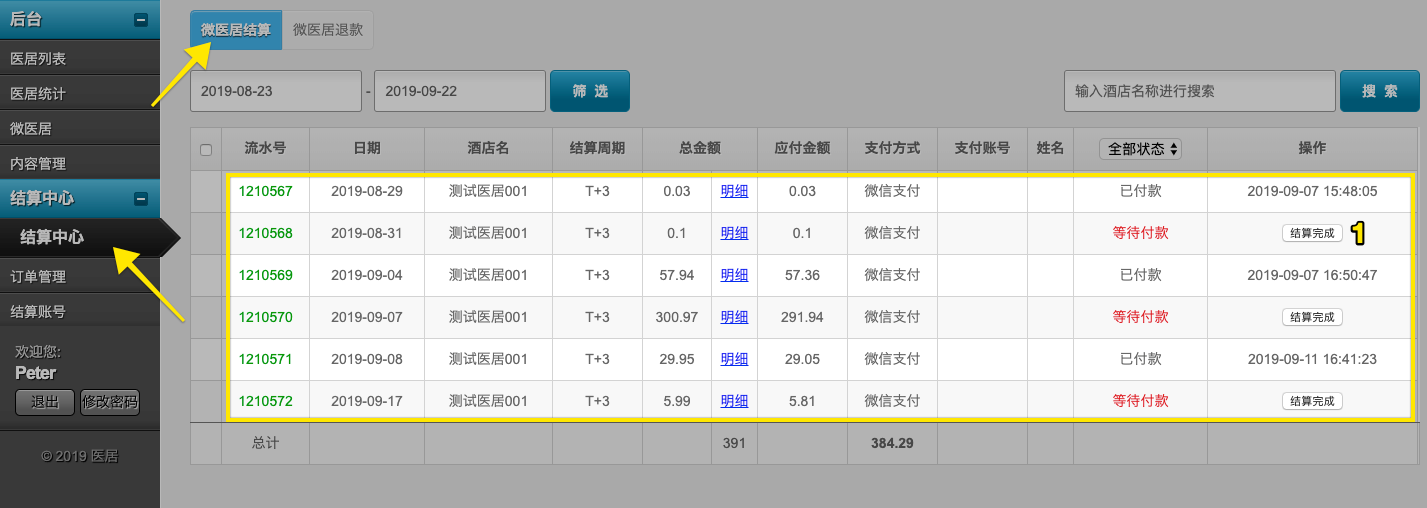 后台
医居列表
医居统计
微医居
内容管理
结算中心
结算中心
订单管理
结算账号
欢迎您:
Peter
退出 修改密码
© 2019 医居
微医居结算 微医居退款
2019-08-23 - 2019-09-22 筛 选 输入酒店名称进行搜索 搜 索
流水号 日期 酒店名 结算周期 总金额 应付金额 支付方式 支付账号 姓名 全部状态 操作
1210567 2019-08-29 测试医居001 T+3 0.03 明细 0.03 微信支付 已付款 2019-09-07 15:48:05
1210568 2019-08-31 测试医居001 T+3 0.1 明细 0.1 微信支付 等待付款 结算完成 1
1210569 2019-09-04 测试医居001 T+3 57.94 明细 57.36 微信支付 已付款 2019-09-07 16:50:47
1210570 2019-09-07 测试医居001 T+3 300.97 明细 291.94 微信支付 等待付款 结算完成
1210571 2019-09-08 测试医居001 T+3 29.95 明细 29.05 微信支付 已付款 2019-09-11 16:41:23
1210572 2019-09-17 测试医居001 T+3 5.99 明细 5.81 微信支付 等待付款 结算完成
总计 391 384.29